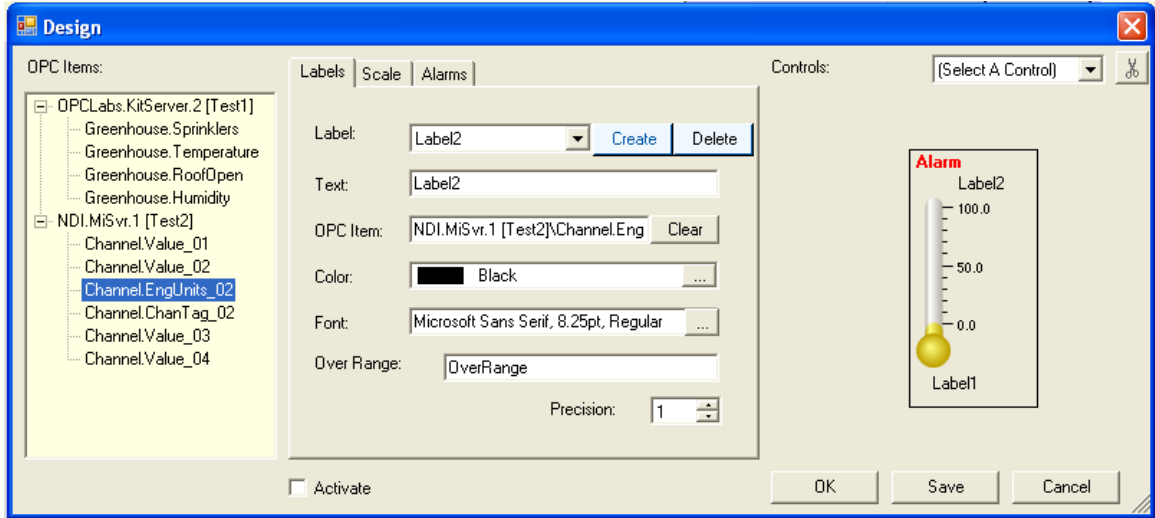 Design
OPC Items:
OPCLabs.KitServer.2 [Test1]
Greenhouse.Sprinklers
Greenhouse.Temperature
Greenhouse.RoofOpen
Greenhouse.Humidity
NDI.MiSvr.1 [Test2]
Channel.Value_01
Channel.Value_02
Channel.EngUnits_02
Channel.ChanTag_02
Channel.Value_03
Channel.Value_04
Labels Scale Alarms
Label: Label2 Create Delete
Text: Label2
OPC Item: NDI.MiSvr.1 [Test2]\Channel.Eng Clear
Color: Black ...
Font: Microsoft Sans Serif, 8.25pt, Regular ...
Over Range: OverRange
Precision: 1
Activate
Controls: (Select A Control)
Alarm
Label2
100.0
50.0
0.0
Label1
OK Save Cancel